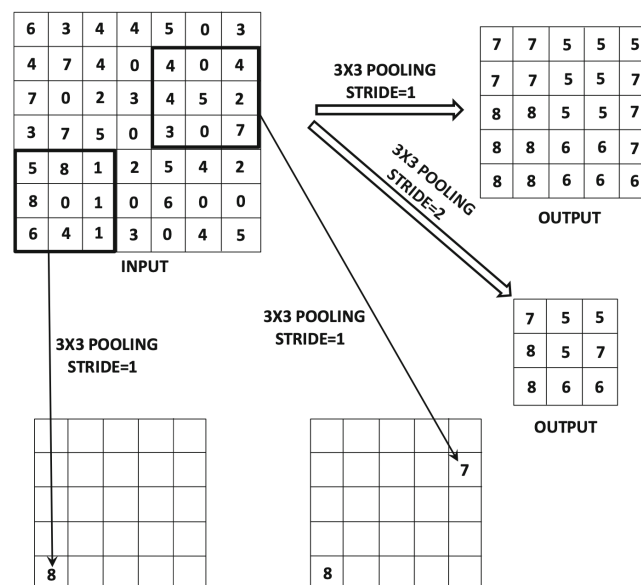 6 3 4 4 5 0 3
4 7 4 0 4 0 4
7 0 2 3 4 5 2
3 7 5 0 3 0 7
5 8 1 2 5 4 2
8 0 1 0 6 0 0
6 4 1 3 0 4 5
INPUT
3X3 POOLING
STRIDE=1
7 7 5 5 5
7 7 5 5 7
8 8 5 5 7
8 8 6 6 7
8 8 6 6 6
OUTPUT
3X3 POOLING
STRIDE=2
7 5 5
8 5 7
8 6 6
OUTPUT
3X3 POOLING
STRIDE=1
8
3X3 POOLING
STRIDE=1
7
8